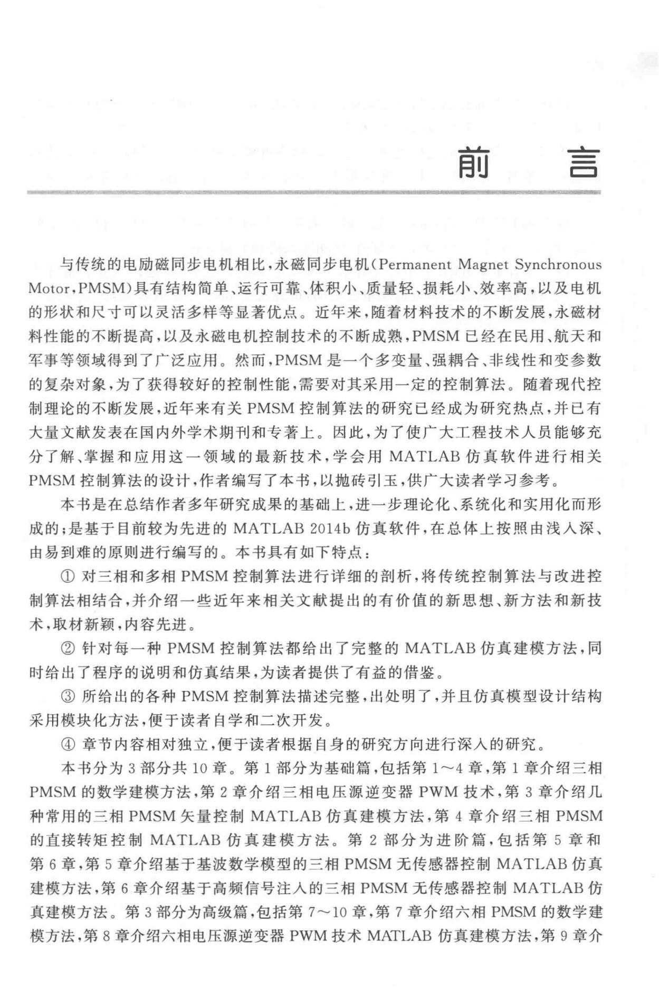 前 言
与传统的电励磁同步电机相比,永磁同步电机(Permanent Magnet Synchronous
Motor,PMSM)具有结构简单、运行可靠、体积小、质量轻、损耗小、效率高,以及电机
的形状和尺寸可以灵活多样等显著优点。近年来,随着材料技术的不断发展,永磁材
料性能的不断提高,以及永磁电机控制技术的不断成熟,PMSM 已经在民用、航天和
军事等领域得到了广泛应用。然而,PMSM 是一个多变量、强耦合、非线性和变参数
的复杂对象,为了获得较好的控制性能,需要对其采用一定的控制算法。随着现代控
制理论的不断发展,近年来有关 PMSM 控制算法的研究已经成为研究热点,并已有
大量文献发表在国内外学术期刊和专著上。因此,为了使广大工程技术人员能够充
分了解、掌握和应用这一领域的最新技术,学会用 MATLAB 仿真软件进行相关
PMSM 控制算法的设计,作者编写了本书,以抛砖引玉,供广大读者学习参考。
本书是在总结作者多年研究成果的基础上,进一步理论化、系统化和实用化而形
成的;是基于目前较为先进的 MATLAB 2014b 仿真软件,在总体上按照由浅入深、
由易到难的原则进行编写的。本书具有如下特点:
① 对三相和多相 PMSM 控制算法进行详细的剖析,将传统控制算法与改进控
制算法相结合,并介绍一些近年来相关文献提出的有价值的新思想、新方法和新技
术,取材新颖,内容先进。
② 针对每一种 PMSM 控制算法都给出了完整的 MATLAB 仿真建模方法,同
时给出了程序的说明和仿真结果,为读者提供了有益的借鉴。
③ 所给出的各种 PMSM 控制算法描述完整,出处明了,并且仿真模型设计结构
采用模块化方法,便于读者自学和二次开发。
④ 章节内容相对独立,便于读者根据自身的研究方向进行深入的研究。
本书分为 3 部分共 10 章。第 1 部分为基础篇,包括第 1～4 章,第 1 章介绍三相
PMSM 的数学建模方法,第 2 章介绍三相电压源逆变器 PWM 技术,第 3 章介绍几
种常用的三相 PMSM 矢量控制 MATLAB 仿真建模方法,第 4 章介绍三相 PMSM
的直接转矩控制 MATLAB 仿真建模方法。第 2 部分为进阶篇,包括第 5 章和
第 6 章,第 5 章介绍基于基波数学模型的三相 PMSM 无传感器控制 MATLAB 仿真
建模方法,第 6 章介绍基于高频信号注入的三相 PMSM 无传感器控制 MATLAB 仿
真建模方法。第 3 部分为高级篇,包括第 7～10 章,第 7 章介绍六相 PMSM 的数学建
模方法,第 8 章介绍六相电压源逆变器 PWM 技术 MATLAB 仿真建模方法,第 9 章介